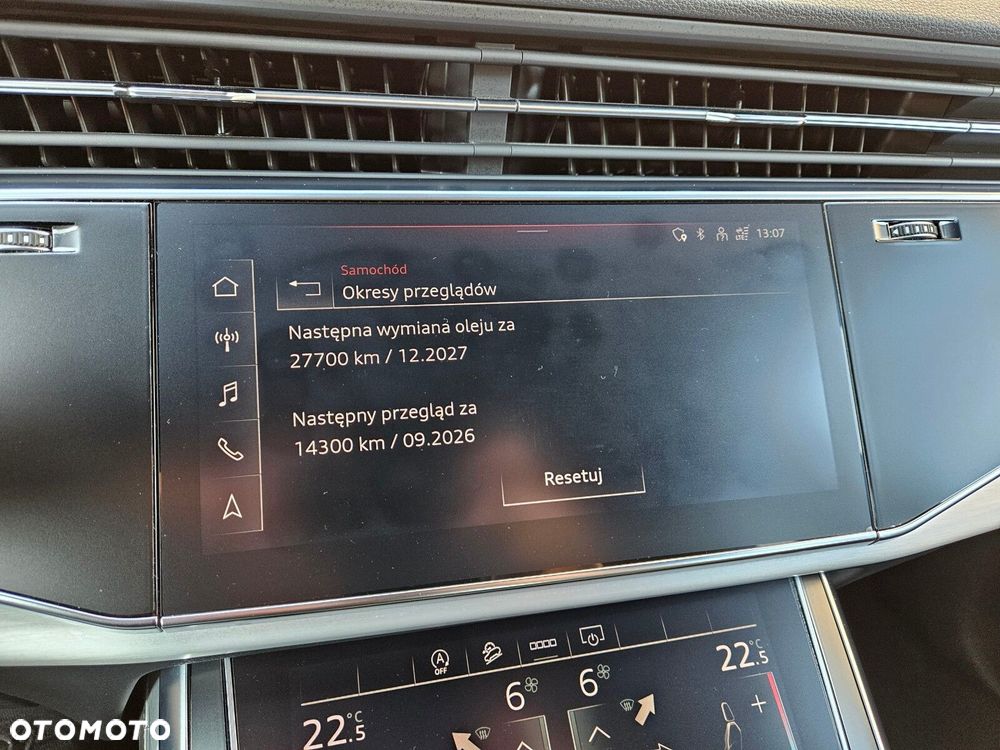 13:07
Samochód
Okresy przeglądów
Następna wymiana oleju za
27700 km / 12.2027
Następny przegląd za
14300 km / 09.2026
Resetuj
OFF
6 6
22.5 °C
22.5 °C
OTOMOTO